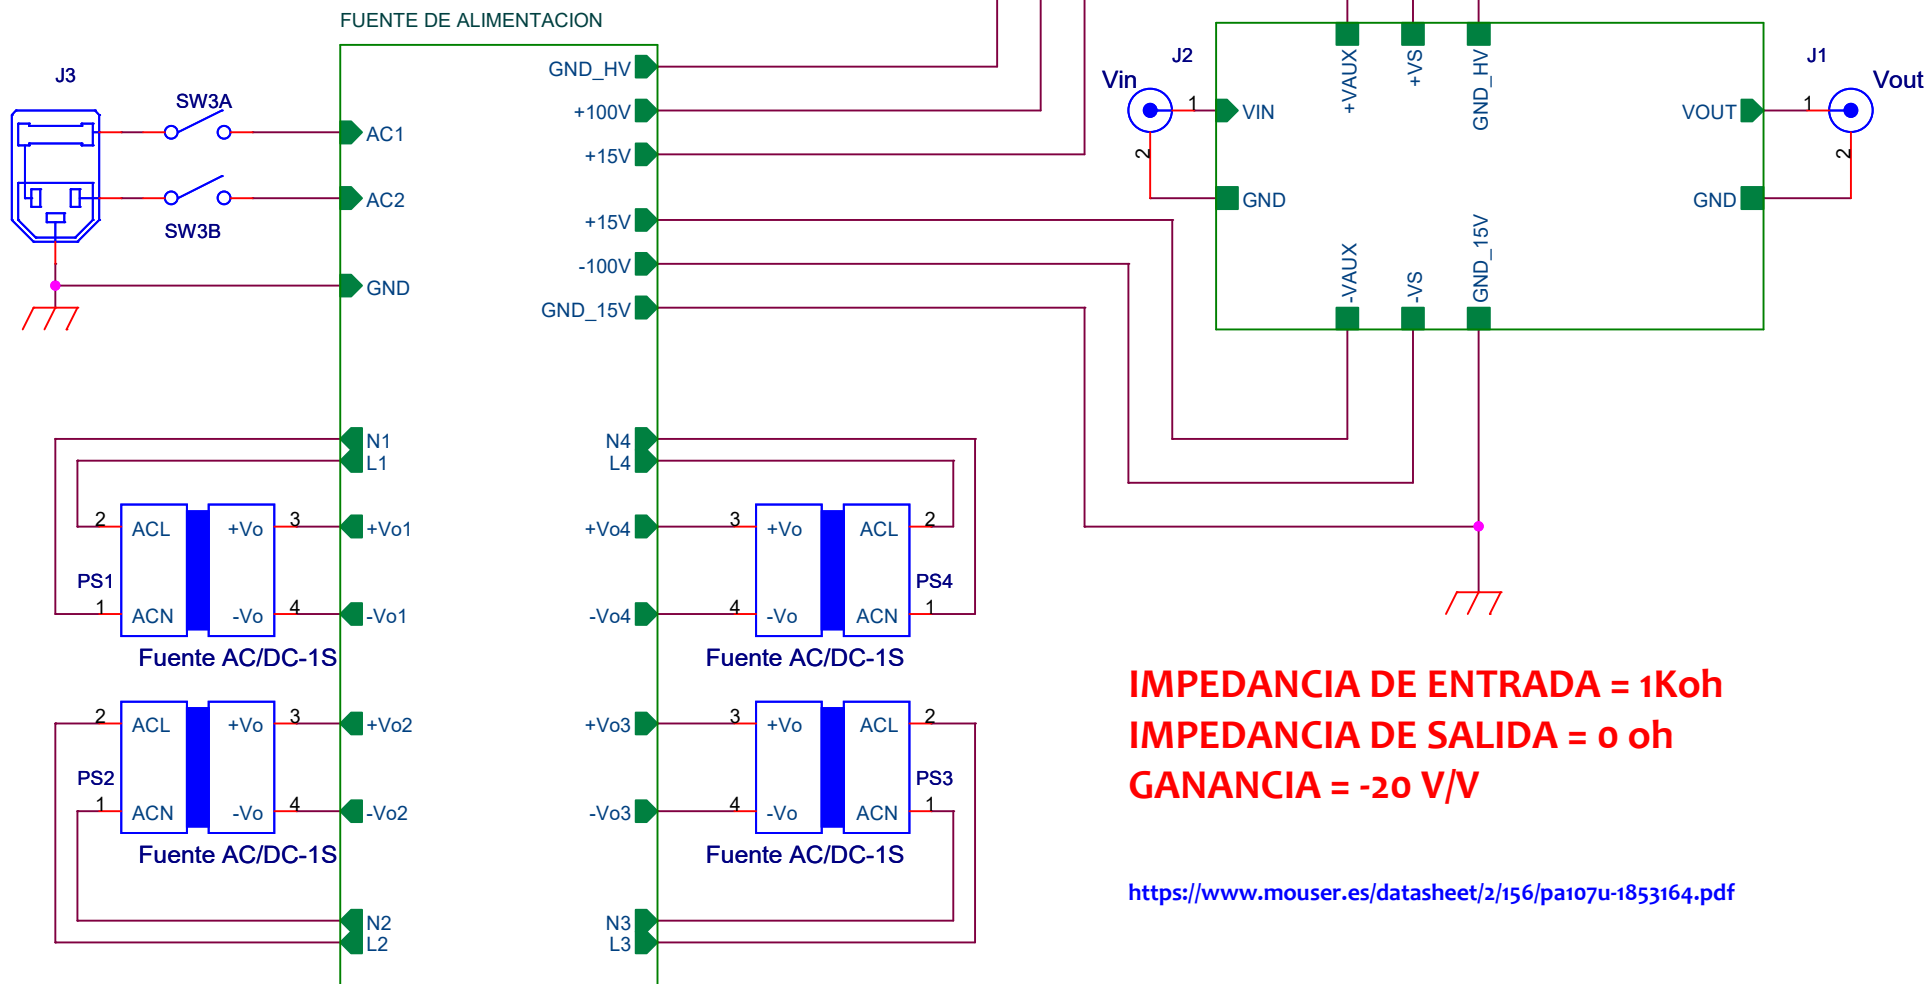 FUENTE DE ALIMENTACION
J3
SW3A
SW3B
AC1
AC2
GND
GND_HV
+100V
+15V
+15V
-100V
GND_15V
J2
Vin
1
2
VIN
GND
+VAUX
+VS
GND_HV
-VAUX
-VS
GND_15V
VOUT
GND
J1
Vout
1
2
N1
L1
+Vo1
-Vo1
2
1
ACL
ACN
+Vo
-Vo
3
4
PS1
Fuente AC/DC-1S
N4
L4
+Vo4
-Vo4
3
4
+Vo
-Vo
ACL
ACN
2
1
PS4
Fuente AC/DC-1S
2
1
ACL
ACN
+Vo
-Vo
3
4
PS2
Fuente AC/DC-1S
+Vo2
-Vo2
N2
L2
+Vo3
-Vo3
3
4
+Vo
-Vo
ACL
ACN
2
1
PS3
Fuente AC/DC-1S
N3
L3
IMPEDANCIA DE ENTRADA = 1Koh
IMPEDANCIA DE SALIDA = 0 oh
GANANCIA = -20 V/V
https://www.mouser.es/datasheet/2/156/pa107u-1853164.pdf